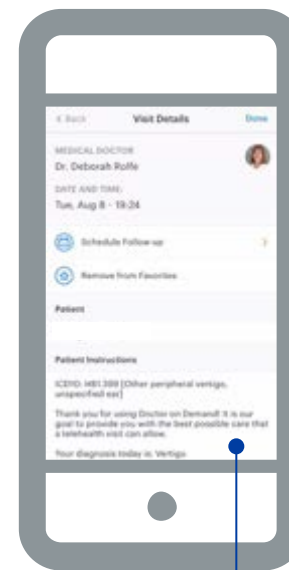 < Back Visit Details Done
MEDICAL DOCTOR
Dr. Deborah Rolfe
DATE AND TIME:
Tue, Aug 8 - 19:24
Schedule Follow-up >
Remove from Favorites
Patient
Patient Instructions
[Other peripheral vertigo,
unspecified ear]
Thank you for using Doctor on Demand! It is our
goal to provide you with the best possible care that
a telehealth visit can allow.
Your diagnosis today is: Vertigo